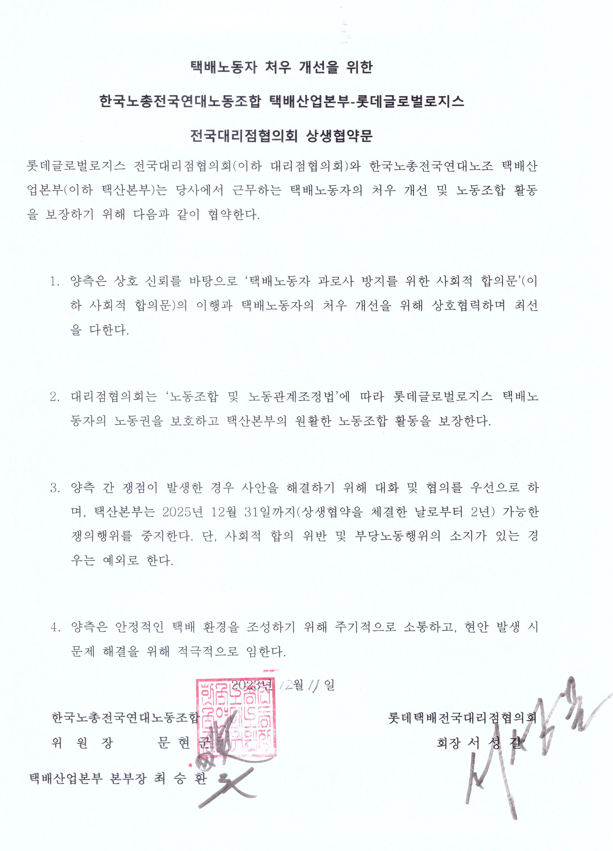 택배노동자 처우 개선을 위한
한국노총전국연대노동조합 택배산업본부-롯데글로벌로지스
전국대리점협의회 상생협약문
롯데글로벌로지스 전국대리점협의회(이하 대리점협의회)와 한국노총전국연대노조 택배산
업본부(이하 택산본부)는 당사에서 근무하는 택배노동자의 처우 개선 및 노동조합 활동
을 보장하기 위해 다음과 같이 협약한다.
1. 양측은 상호 신뢰를 바탕으로 ‘택배노동자 과로사 방지를 위한 사회적 합의문’(이
하 사회적 합의문)의 이행과 택배노동자의 처우 개선을 위해 상호협력하며 최선
을 다한다.
2. 대리점협의회는 ‘노동조합 및 노동관계조정법’에 따라 롯데글로벌로지스 택배노
동자의 노동권을 보호하고 택산본부의 원활한 노동조합 활동을 보장한다.
3. 양측 간 쟁점이 발생한 경우 사안을 해결하기 위해 대화 및 협의를 우선으로 하
며, 택산본부는 2025년 12월 31일까지(상생협약을 체결한 날로부터 2년) 가능한
쟁의행위를 중지한다. 단, 사회적 합의 위반 및 부당노동행위의 소지가 있는 경
우는 예외로 한다.
4. 양측은 안정적인 택배 환경을 조성하기 위해 주기적으로 소통하고, 현안 발생 시
문제 해결을 위해 적극적으로 임한다.
2023년 12월 11일
한국노총전국연대노동조합
위 원 장 문 현 군
택배산업본부 본부장 최 승 환
롯데택배전국대리점협의회
회장 서 성 길